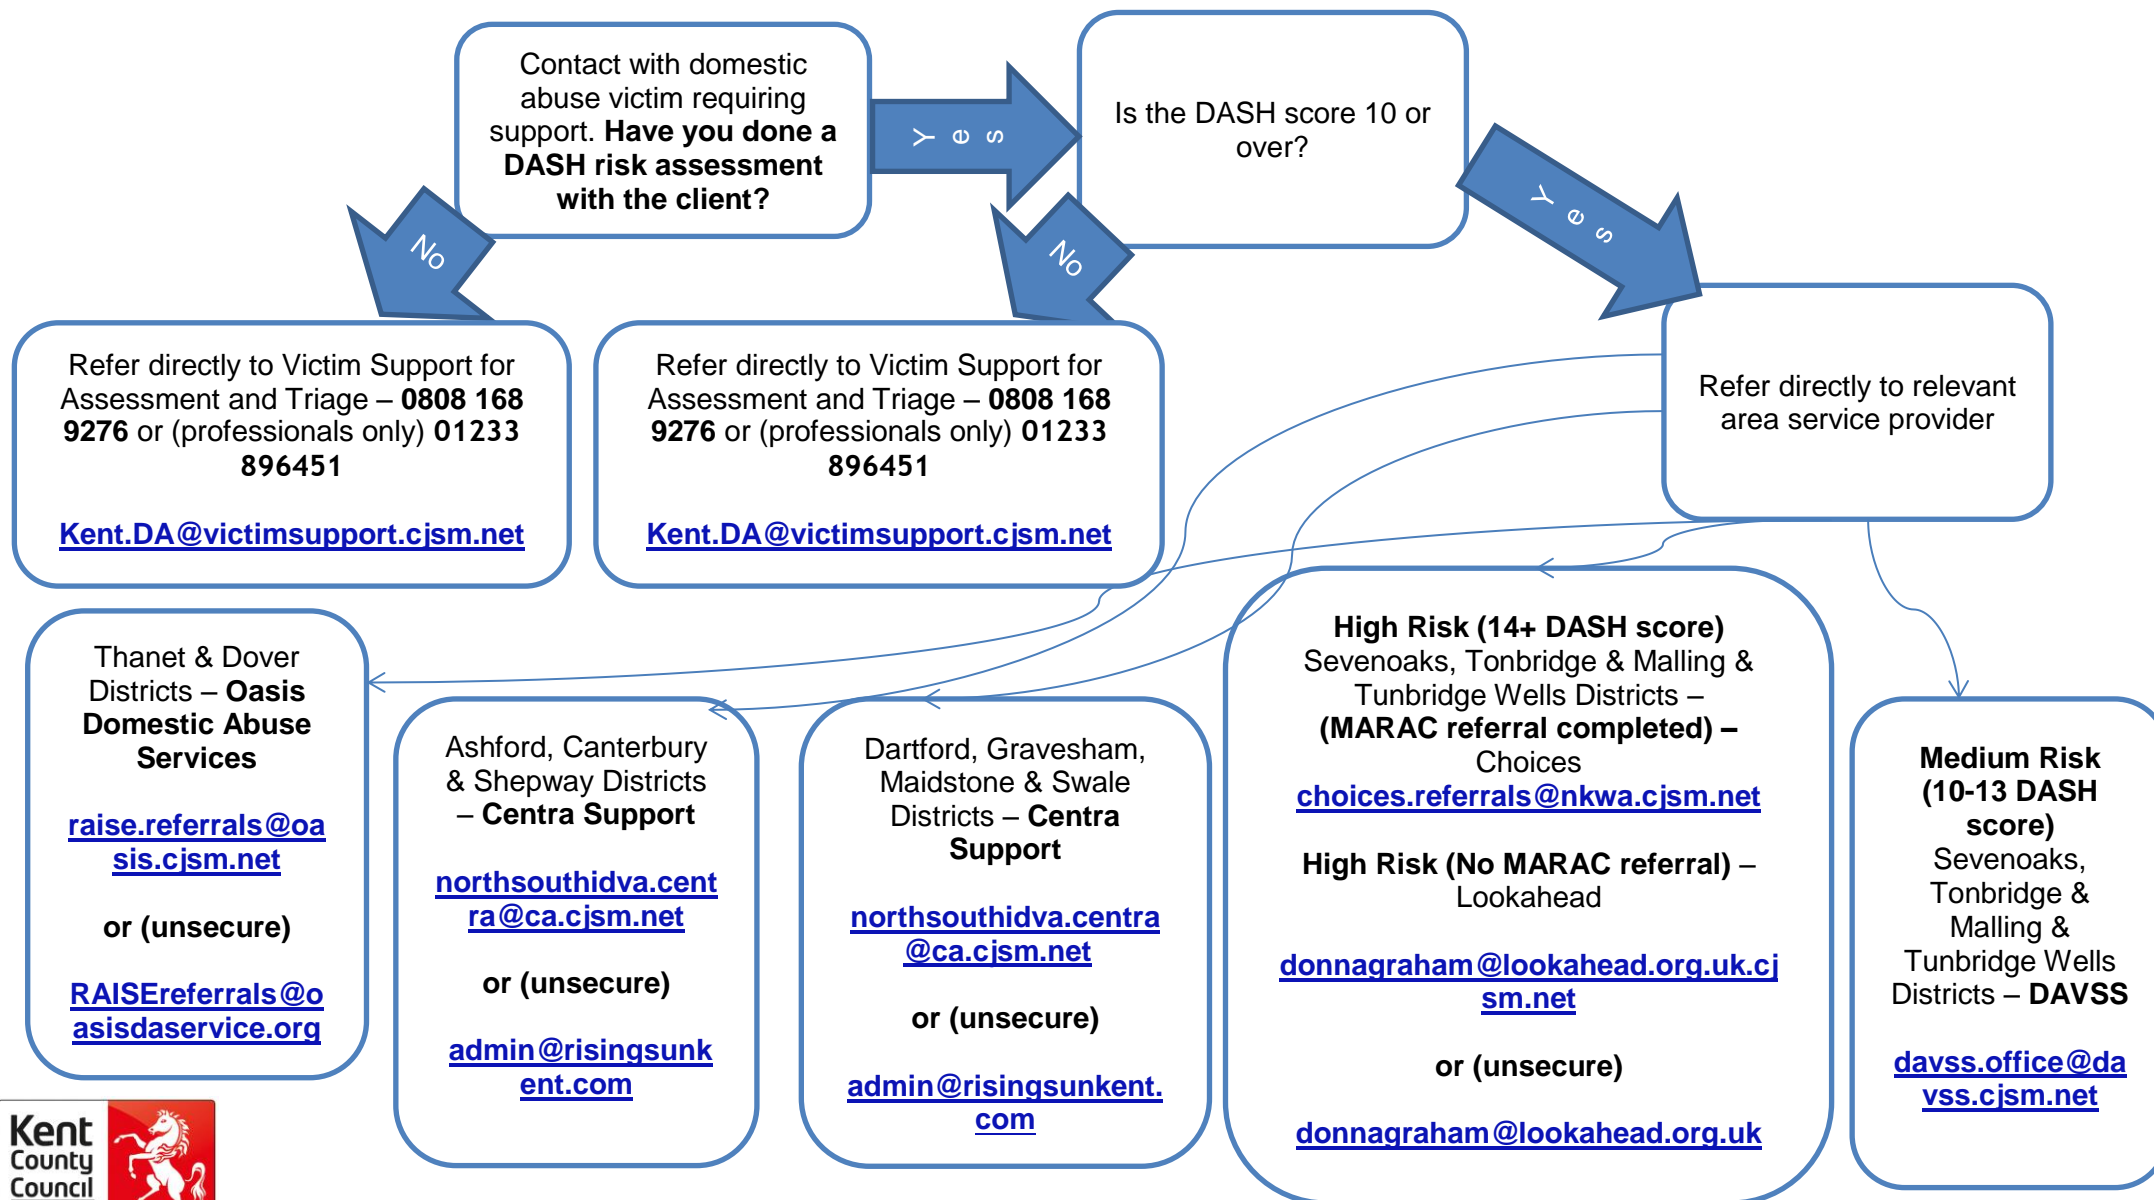 Contact with domestic
abuse victim requiring
support. Have you done a
DASH risk assessment
with the client?
Yes
Is the DASH score 10 or
over?
No
No
Yes
Refer directly to Victim Support for
Assessment and Triage – 0808 168
9276 or (professionals only) 01233
896451
Kent.DA@victimsupport.cjsm.net
Refer directly to Victim Support for
Assessment and Triage – 0808 168
9276 or (professionals only) 01233
896451
Kent.DA@victimsupport.cjsm.net
Refer directly to relevant
area service provider
Thanet & Dover
Districts – Oasis
Domestic Abuse
Services
raise.referrals@oa
sis.cjsm.net
or (unsecure)
RAISEreferrals@o
asisdaservice.org
Ashford, Canterbury
& Shepway Districts
– Centra Support
northsouthidva.cent
ra@ca.cjsm.net
or (unsecure)
admin@risingsunk
ent.com
Dartford, Gravesham,
Maidstone & Swale
Districts – Centra
Support
northsouthidva.centra
@ca.cjsm.net
or (unsecure)
admin@risingsunkent.
com
High Risk (14+ DASH score)
Sevenoaks, Tonbridge & Malling &
Tunbridge Wells Districts –
(MARAC referral completed) –
Choices
choices.referrals@nkwa.cjsm.net
High Risk (No MARAC referral) –
Lookahead
donnagraham@lookahead.org.uk.cj
sm.net
or (unsecure)
donnagraham@lookahead.org.uk
Medium Risk
(10-13 DASH
score)
Sevenoaks,
Tonbridge &
Malling &
Tunbridge Wells
Districts – DAVSS
davss.office@da
vss.cjsm.net
Kent
County
Council